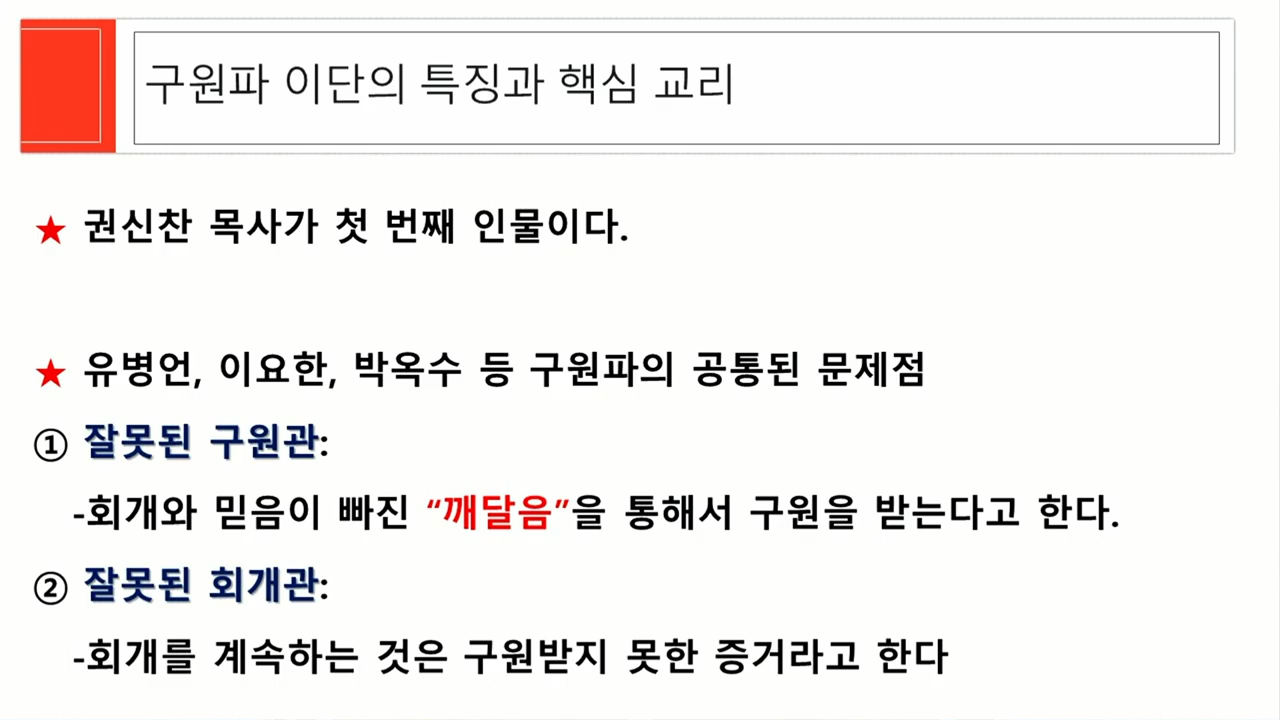 구원파 이단의 특징과 핵심 교리
★ 권신찬 목사가 첫 번째 인물이다.
★ 유병언, 이요한, 박옥수 등 구원파의 공통된 문제점
① 잘못된 구원관:
-회개와 믿음이 빠진 “깨달음”을 통해서 구원을 받는다고 한다.
② 잘못된 회개관:
-회개를 계속하는 것은 구원받지 못한 증거라고 한다